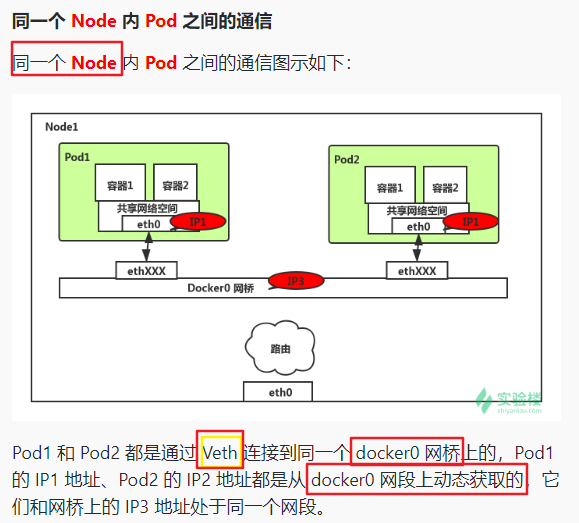 同一个 Node 内 Pod 之间的通信
同一个 Node 内 Pod 之间的通信图示如下：
Node1
Pod1
容器1
容器2
共享网络空间
eth0
IP1
Pod2
容器1
容器2
共享网络空间
eth0
IP1
ethXXX
ethXXX
Docker0 网桥
IP3
路由
eth0
实验楼
shiyanlou.com
Pod1 和 Pod2 都是通过 Veth 连接到同一个 docker0 网桥上的，Pod1
的 IP1 地址、Pod2 的 IP2 地址都是从 docker0 网段上动态获取的，它
们和网桥上的 IP3 地址处于同一个网段。